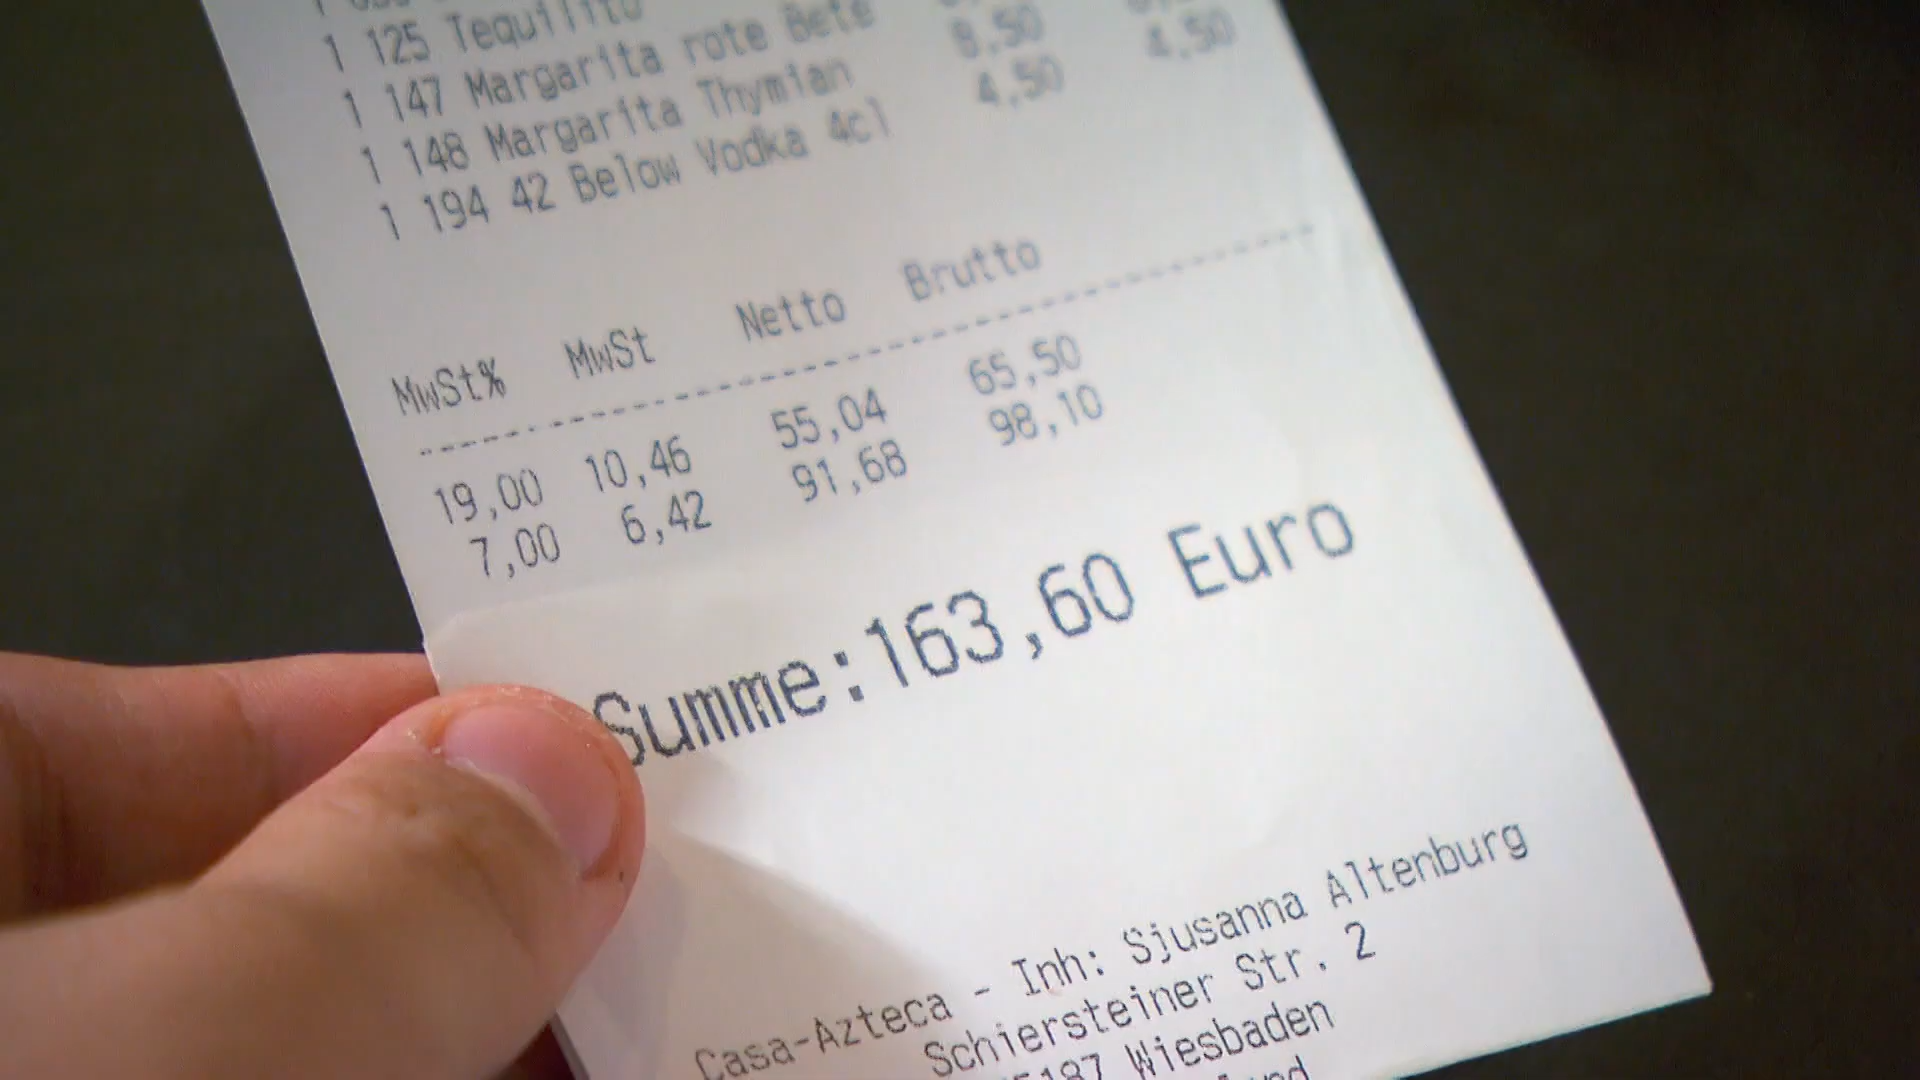 1 125 Tequilito
1 147 Margarita rote Bete
1 148 Margarita Thymian 8,50
1 194 42 Below Vodka 4cl 4,50 4,50
MwSt% MwSt Netto Brutto
19,00 10,46 55,04 65,50
7,00 6,42 91,68 98,10
Summe:163,60 Euro
Casa-Azteca - Inh: Sjusanna Altenburg
Schiersteiner Str. 2
Wiesbaden